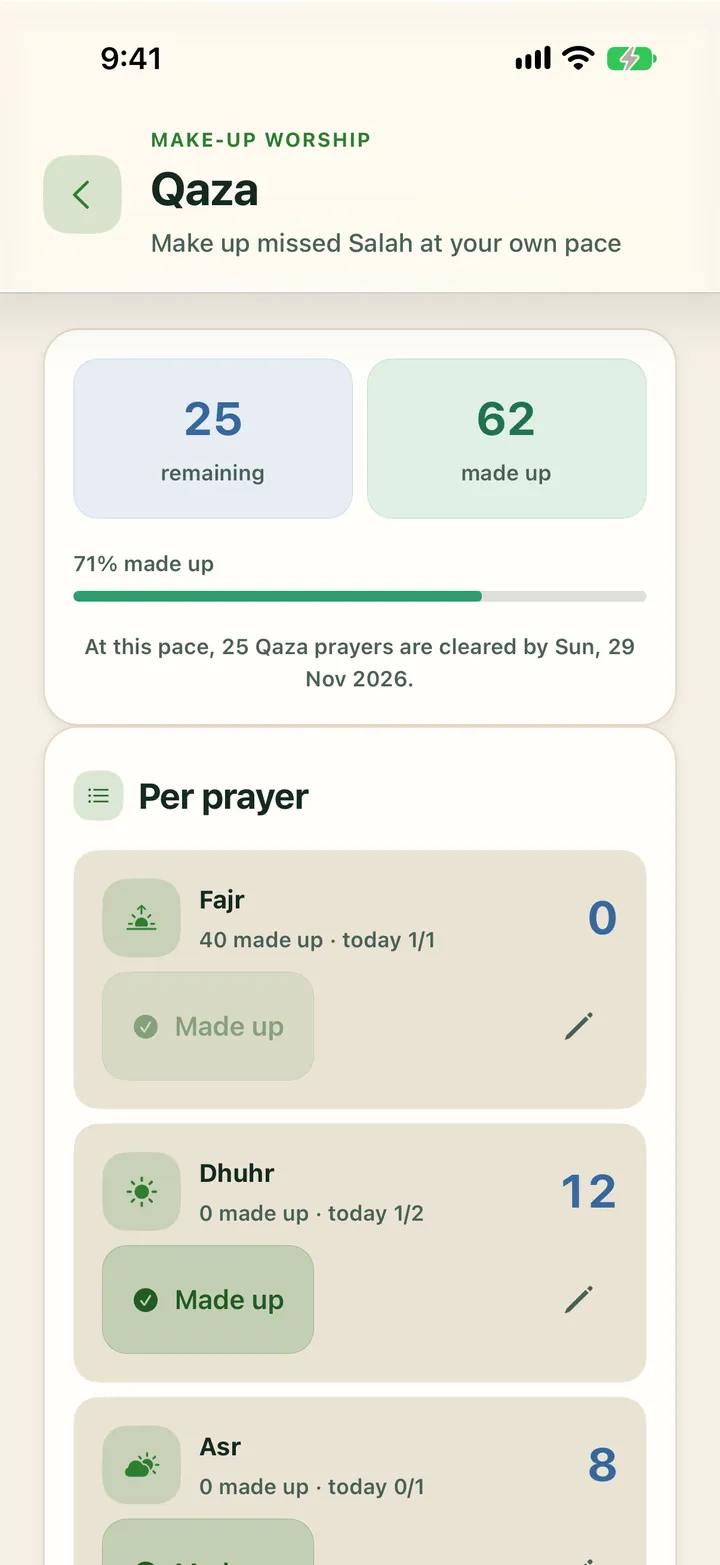 9:41
MAKE-UP WORSHIP
Qaza
Make up missed Salah at your own pace
25
remaining
62
made up
71% made up
At this pace, 25 Qaza prayers are cleared by Sun, 29
Nov 2026.
Per prayer
Fajr
40 made up · today 1/1
0
Made up
Dhuhr
0 made up · today 1/2
12
Made up
Asr
0 made up · today 0/1
8